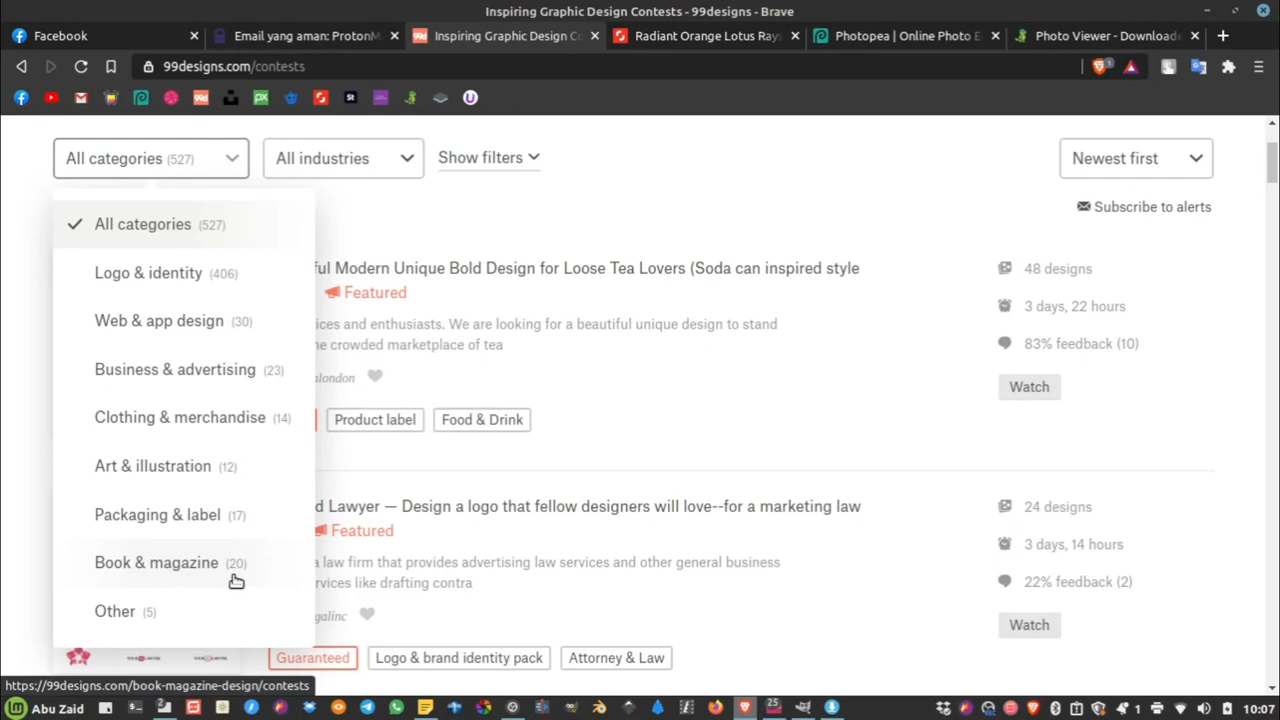 Inspiring Graphic Design Contests - 99designs - Brave
Facebook
Email yang aman: ProtonM
Inspiring Graphic Design Co
Radiant Orange Lotus Rays
Photopea | Online Photo E
Photo Viewer - Downloade
99designs.com/contests
All categories (527)
All industries
Show filters
Newest first
Subscribe to alerts
All categories (527)
Logo & identity (406)
Web & app design (30)
Business & advertising (23)
Clothing & merchandise (14)
Art & illustration (12)
Packaging & label (17)
Book & magazine (20)
Other (5)
ful Modern Unique Bold Design for Loose Tea Lovers (Soda can inspired style
Featured
ices and enthusiasts. We are looking for a beautiful unique design to stand
ne crowded marketplace of tea
alondon
Product label
Food & Drink
48 designs
3 days, 22 hours
83% feedback (10)
Watch
d Lawyer — Design a logo that fellow designers will love--for a marketing law
Featured
a law firm that provides advertising law services and other general business
rvices like drafting contra
galinc
Guaranteed
Logo & brand identity pack
Attorney & Law
24 designs
3 days, 14 hours
22% feedback (2)
Watch
https://99designs.com/book-magazine-design/contests
Abu Zaid
25
10:07